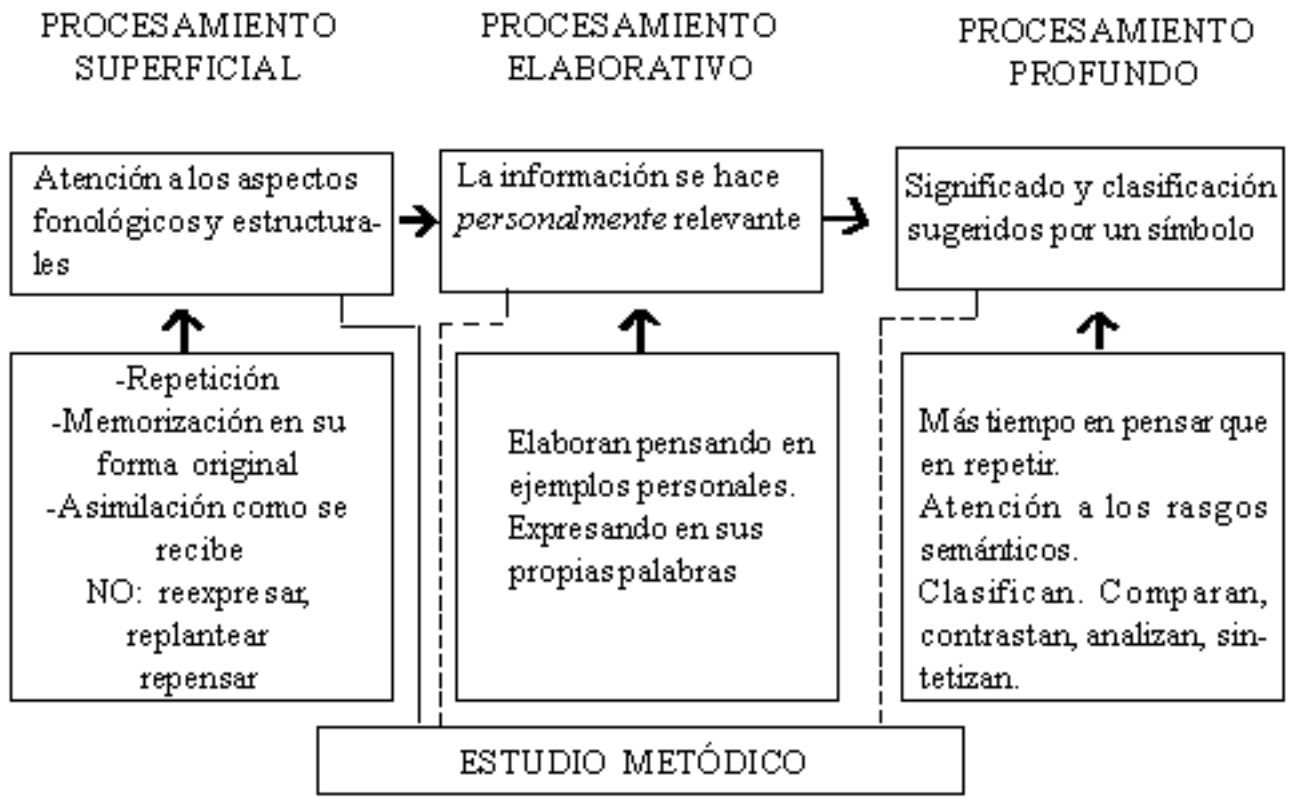 PROCESAMIENTO
SUPERFICIAL
PROCESAMIENTO
ELABORATIVO
PROCESAMIENTO
PROFUNDO
Atención a los aspectos
fonológicos y estructura-
les
La información se hace
personalmente relevante
Significado y clasificación
sugeridos por un símbolo
-Repetición
-Memorización en su
forma original
-Asimilación como se
recibe
NO: reexpresar,
replantear
repensar
Elaboran pensando en
ejemplos personales.
Expresando en sus
propias palabras
Más tiempo en pensar que
en repetir.
Atención a los rasgos
semánticos.
Clasifican. Comparan,
contrastan, analizan, sin-
tetizan.
ESTUDIO METÓDICO